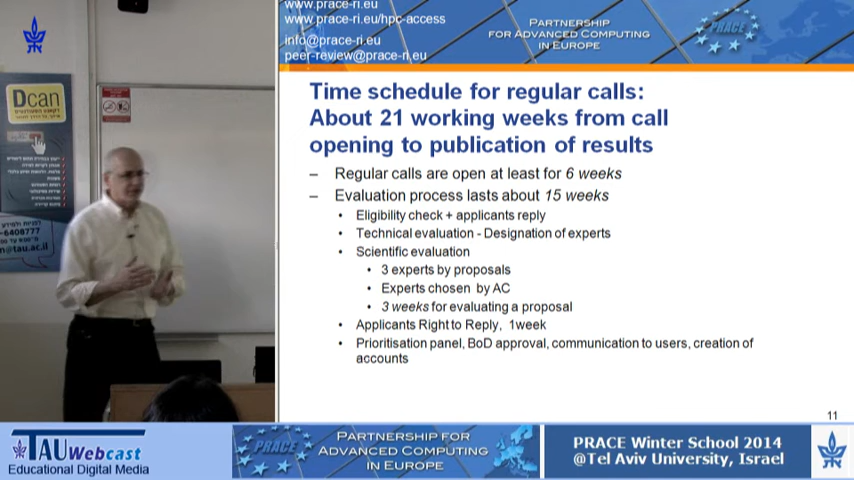 www.prace-ri.eu
www.prace-ri.eu/hpc-access
info@prace-ri.eu
peer-review@prace-ri.eu
PARTNERSHIP
FOR ADVANCED COMPUTING
IN EUROPE
PRACE
Dcan
6408777
n@tau.ac.il
Time schedule for regular calls:
About 21 working weeks from call
opening to publication of results
– Regular calls are open at least for 6 weeks
– Evaluation process lasts about 15 weeks
• Eligibility check + applicants reply
• Technical evaluation - Designation of experts
• Scientific evaluation
• 3 experts by proposals
• Experts chosen by AC
• 3 weeks for evaluating a proposal
• Applicants Right to Reply, 1week
• Prioritisation panel, BoD approval, communication to users, creation of
accounts
11
TAU Webcast
Educational Digital Media
PRACE
PARTNERSHIP FOR
ADVANCED COMPUTING
IN EUROPE
PRACE Winter School 2014
@Tel Aviv University, Israel